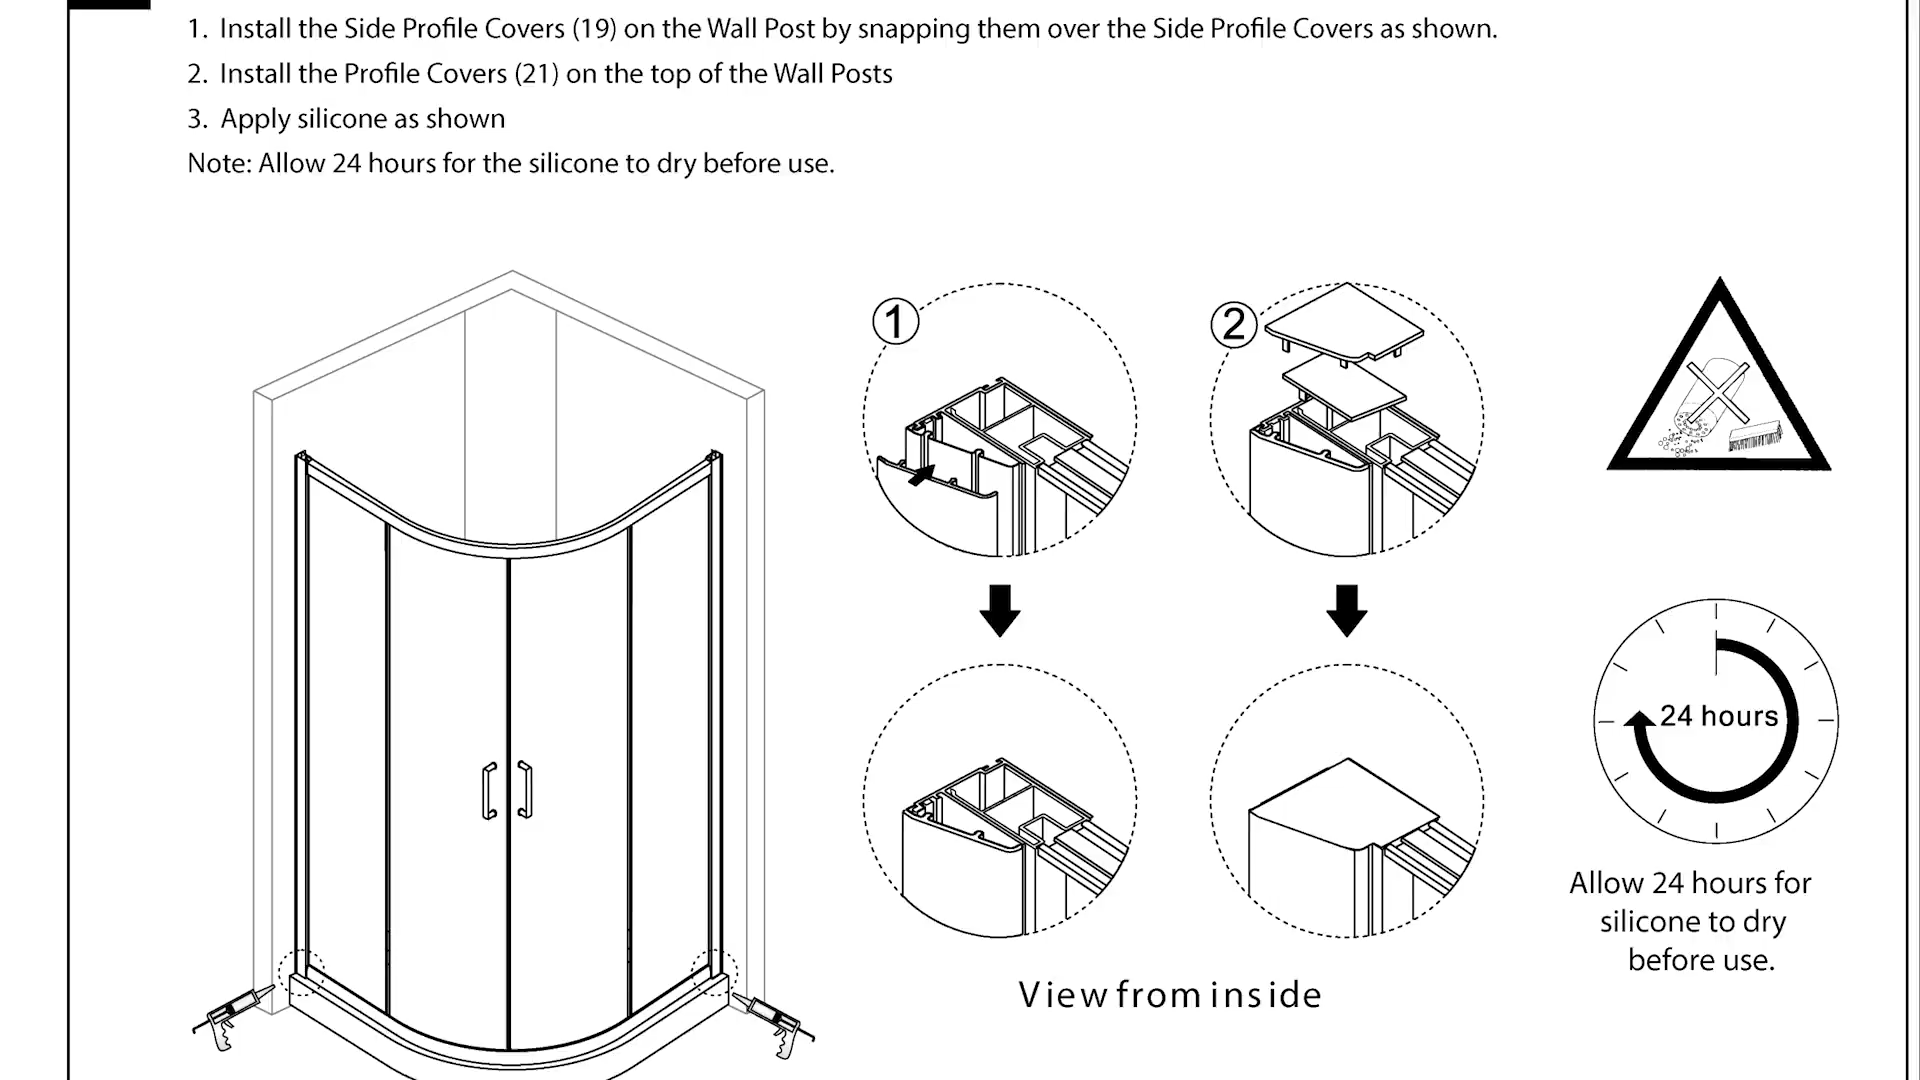 1. Install the Side Profile Covers (19) on the Wall Post by snapping them over the Side Profile Covers as shown.
2. Install the Profile Covers (21) on the top of the Wall Posts
3. Apply silicone as shown
Note: Allow 24 hours for the silicone to dry before use.
1
2
24 hours
Allow 24 hours for
silicone to dry
before use.
View from inside